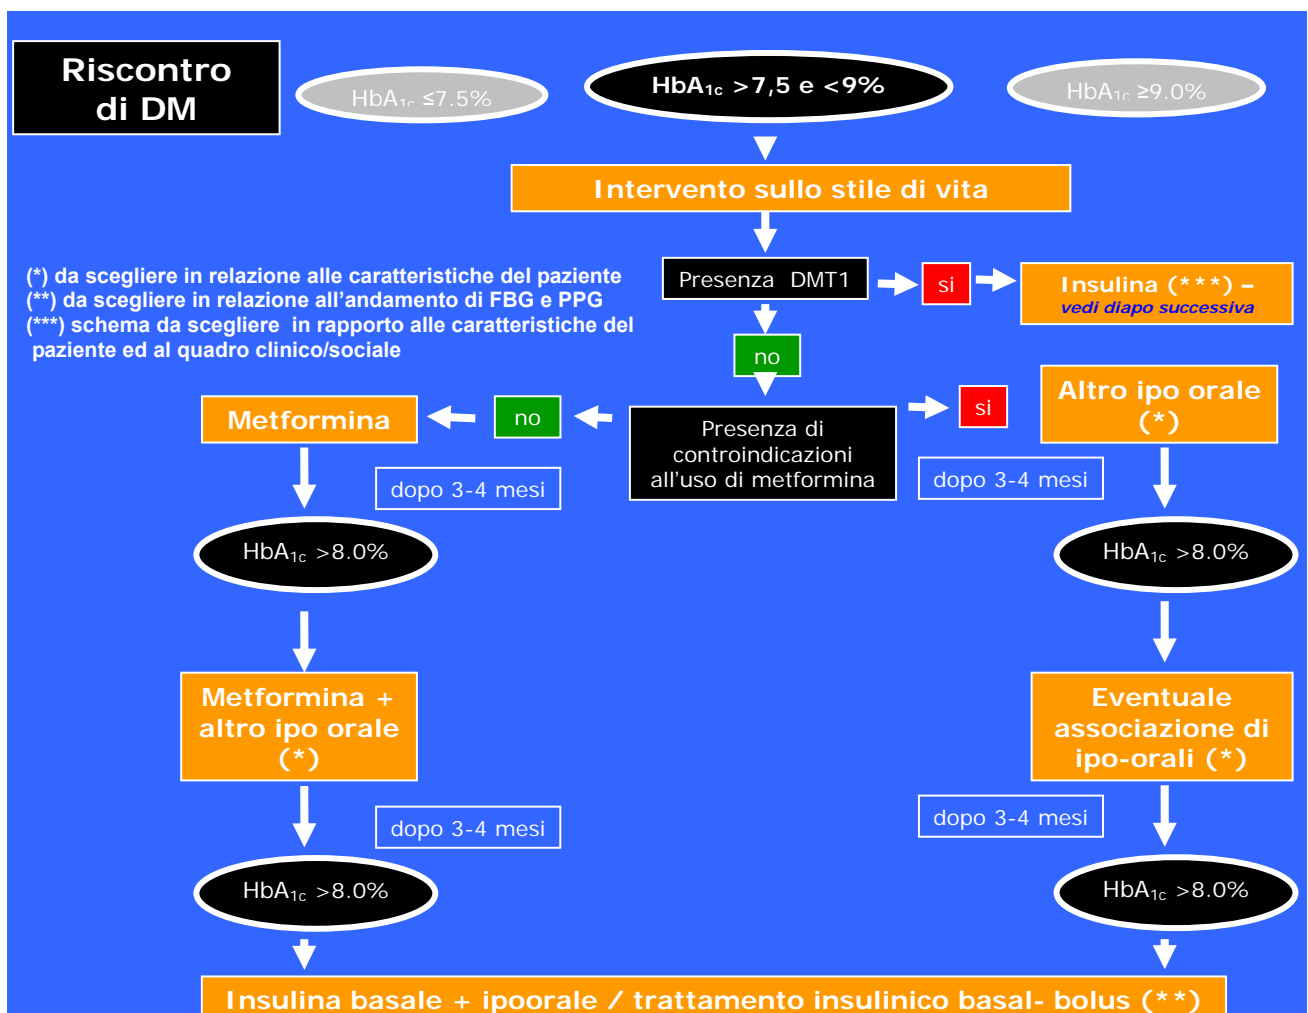 Riscontro
di DM
HbA1c ≤7.5%
HbA1c >7,5 e <9%
HbA1c ≥9.0%
Intervento sullo stile di vita
(*) da scegliere in relazione alle caratteristiche del paziente
(**) da scegliere in relazione all'andamento di FBG e PPG
(***) schema da scegliere in rapporto alle caratteristiche del
paziente ed al quadro clinico/sociale
Presenza DMT1
si
Insulina (***) –
vedi diapo successiva
no
Metformina
no
Presenza di
controindicazioni
all'uso di metformina
si
Altro ipo orale
(*)
dopo 3-4 mesi
dopo 3-4 mesi
HbA1c >8.0%
HbA1c >8.0%
Metformina +
altro ipo orale
(*)
Eventuale
associazione di
ipo-orali (*)
dopo 3-4 mesi
dopo 3-4 mesi
HbA1c >8.0%
HbA1c >8.0%
Insulina basale + ipoorale / trattamento insulinico basal- bolus (**)